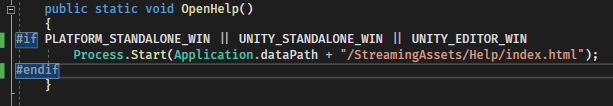 public static void OpenHelp()
{
#if PLATFORM_STANDALONE_WIN || UNITY_STANDALONE_WIN || UNITY_EDITOR_WIN
Process.Start(Application.dataPath + "/StreamingAssets/Help/index.html");
#endif
}